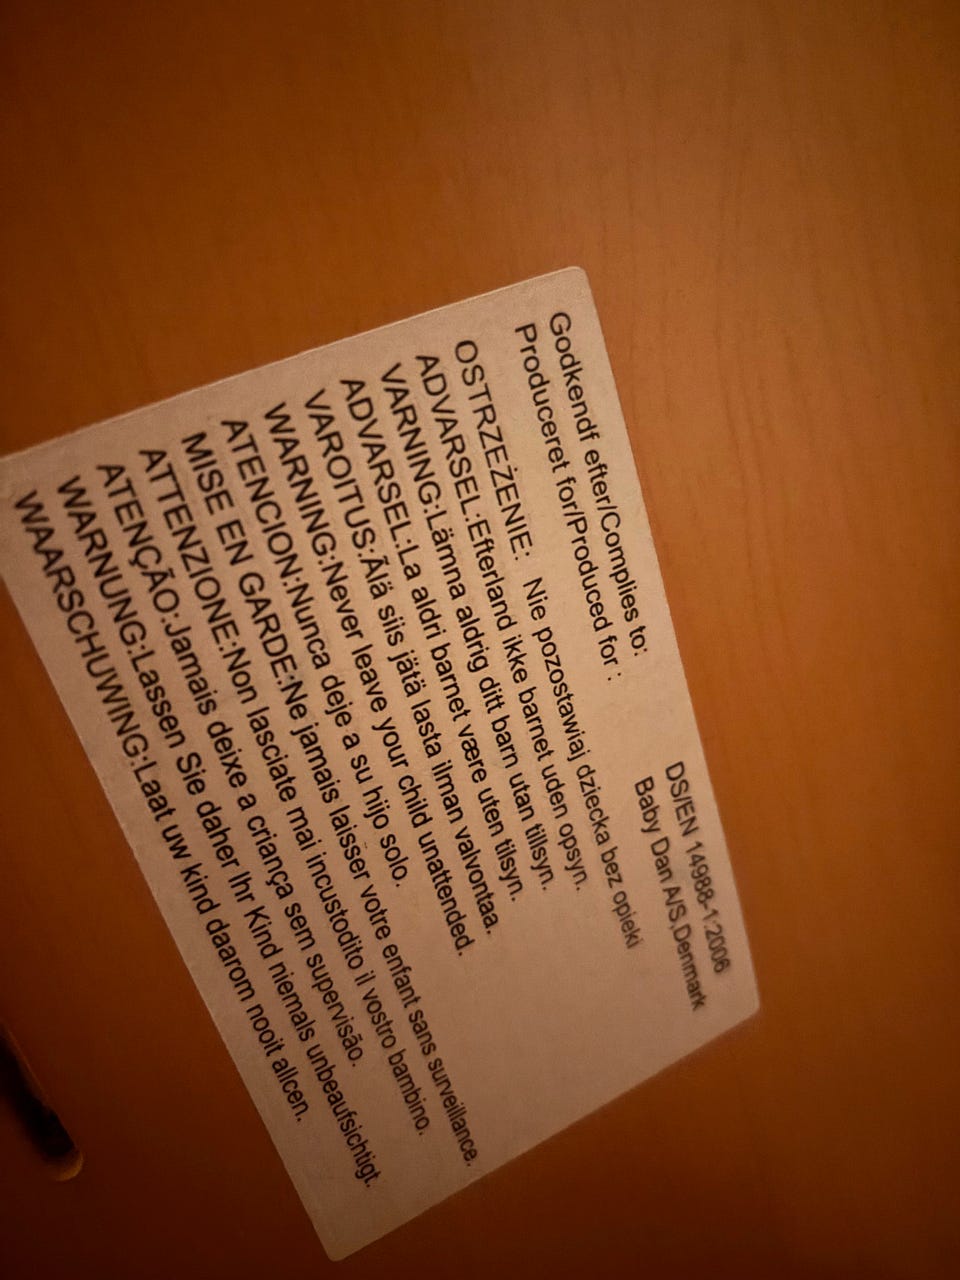 Godkendf efter/Complies to: DS/EN 14988-1:2006
Produceret for/Produced for : Baby Dan A/S,Denmark
OSTRZEŻENIE: Nie pozostawiaj dziecka bez opieki
ADVARSEL:Efterland ikke barnet uden opsyn.
VARNING:Lämna aldrig ditt barn utan tillsyn.
ADVARSEL:La aldri barnet være uten tilsyn.
VAROITUS:Ãlä siis jätä lasta ilman valvontaa.
WARNING:Never leave your child unattended.
ATENCION:Nunca deje a su hijo solo.
MISE EN GARDE:Ne jamais laisser votre enfant sans surveillance.
ATTENZIONE:Non lasciate mai incustodito il vostro bambino.
ATENÇÃO:Jamais deixe a criança sem supervisão.
WARNUNG:Lassen Sie daher Ihr Kind niemals unbeaufsichtigt.
WAARSCHUWING:Laat uw kind daarom nooit allcen.